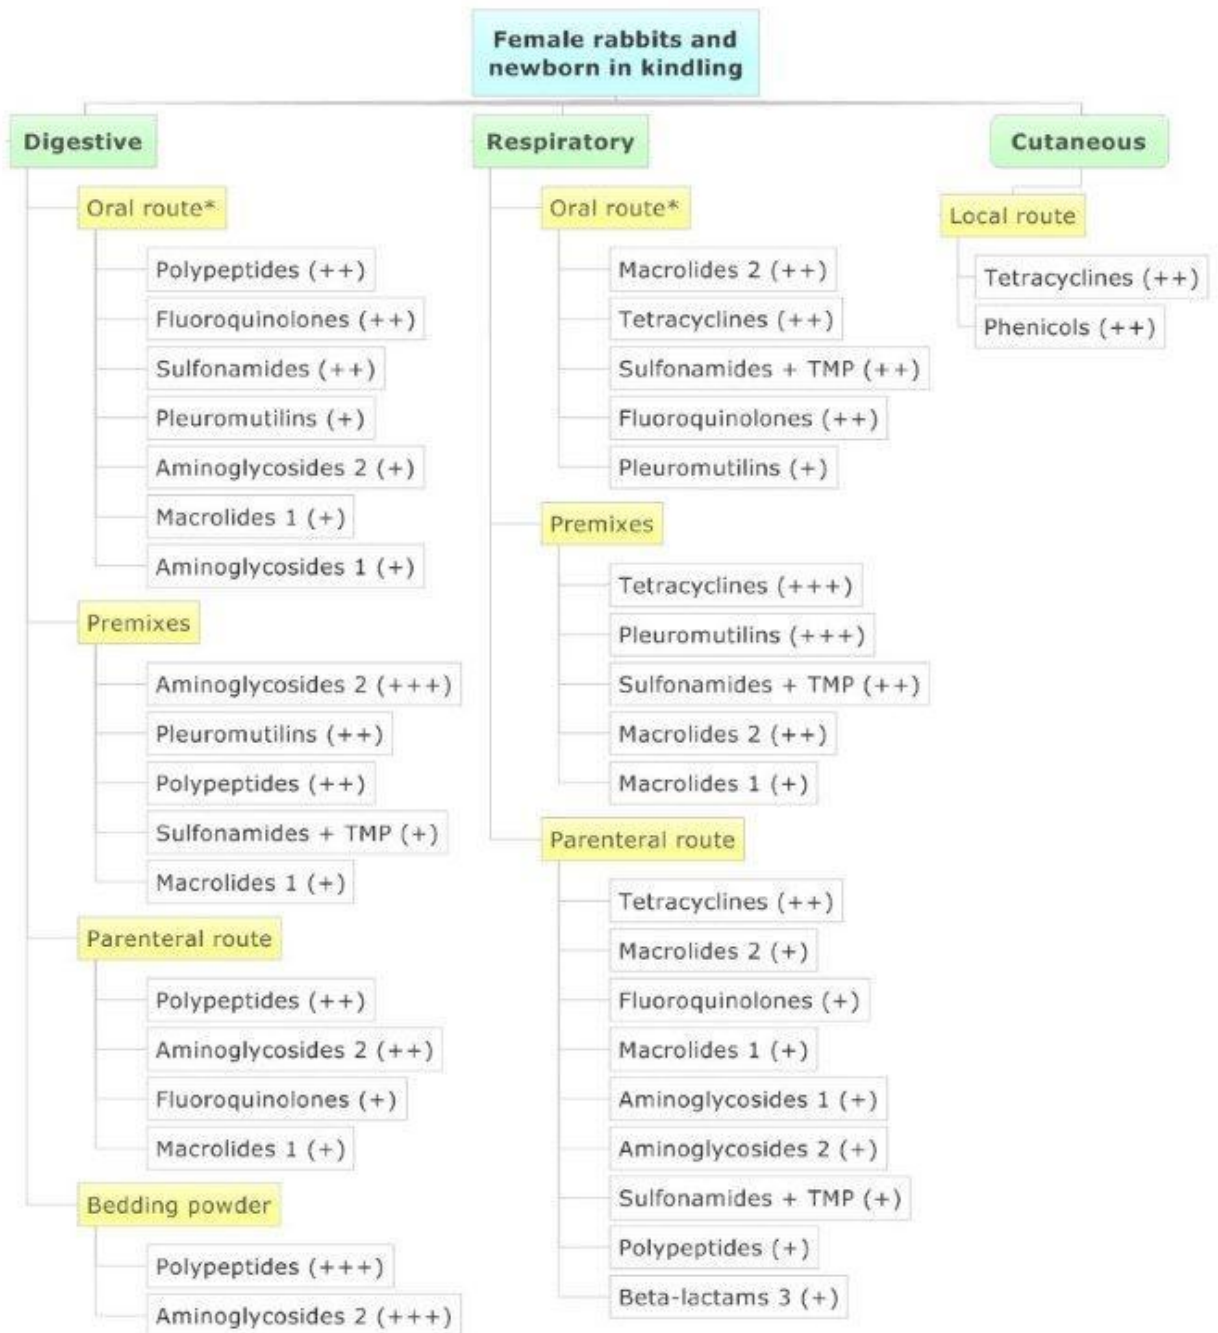 Female rabbits and
newborn in kindling
Digestive
Oral route*
Polypeptides (++)
Fluoroquinolones (++)
Sulfonamides (++)
Pleuromutilins (+)
Aminoglycosides 2 (+)
Macrolides 1 (+)
Aminoglycosides 1 (+)
Premixes
Aminoglycosides 2 (+++)
Pleuromutilins (++)
Polypeptides (++)
Sulfonamides + TMP (+)
Macrolides 1 (+)
Parenteral route
Polypeptides (++)
Aminoglycosides 2 (++)
Fluoroquinolones (+)
Macrolides 1 (+)
Bedding powder
Polypeptides (+++)
Aminoglycosides 2 (+++)
Respiratory
Oral route*
Macrolides 2 (++)
Tetracyclines (++)
Sulfonamides + TMP (++)
Fluoroquinolones (++)
Pleuromutilins (+)
Premixes
Tetracyclines (+++)
Pleuromutilins (+++)
Sulfonamides + TMP (++)
Macrolides 2 (++)
Macrolides 1 (+)
Parenteral route
Tetracyclines (++)
Macrolides 2 (+)
Fluoroquinolones (+)
Macrolides 1 (+)
Aminoglycosides 1 (+)
Aminoglycosides 2 (+)
Sulfonamides + TMP (+)
Polypeptides (+)
Beta-lactams 3 (+)
Cutaneous
Local route
Tetracyclines (++)
Phenicols (++)